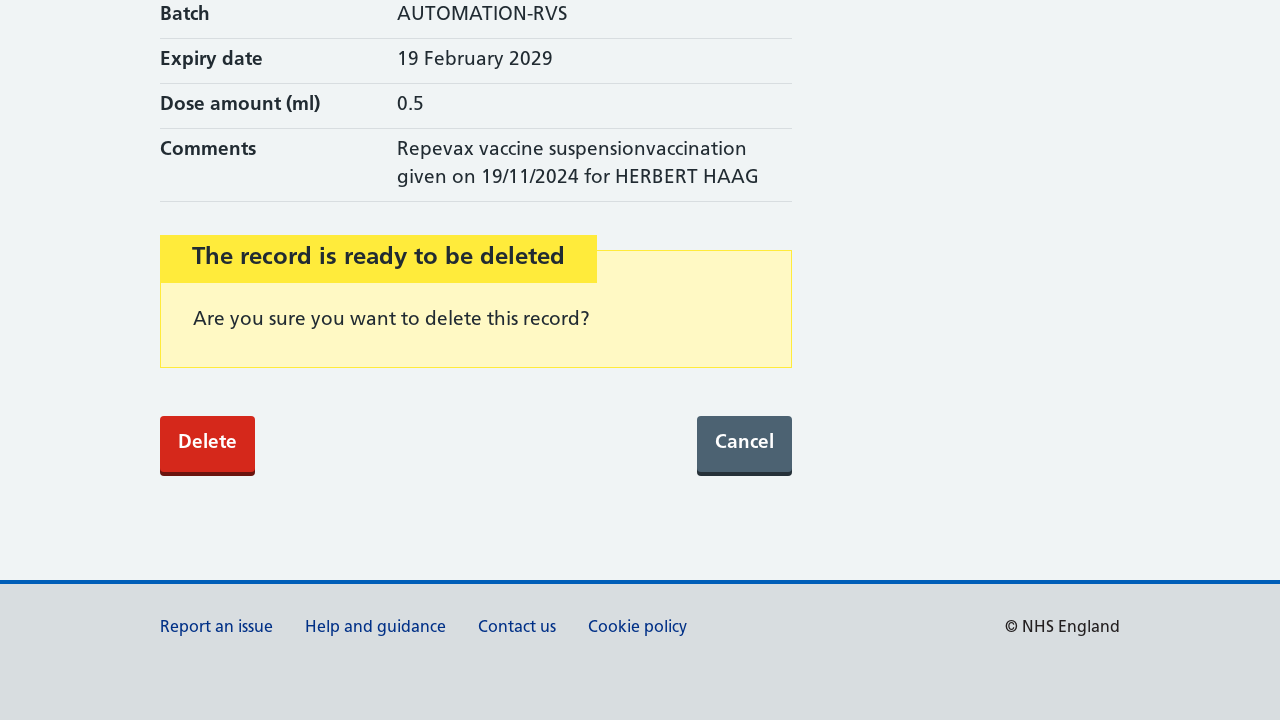 Batch AUTOMATION-RVS
Expiry date 19 February 2029
Dose amount (ml) 0.5
Comments Repevax vaccine suspensionvaccination
given on 19/11/2024 for HERBERT HAAG
The record is ready to be deleted
Are you sure you want to delete this record?
Delete Cancel
Report an issue Help and guidance Contact us Cookie policy © NHS England